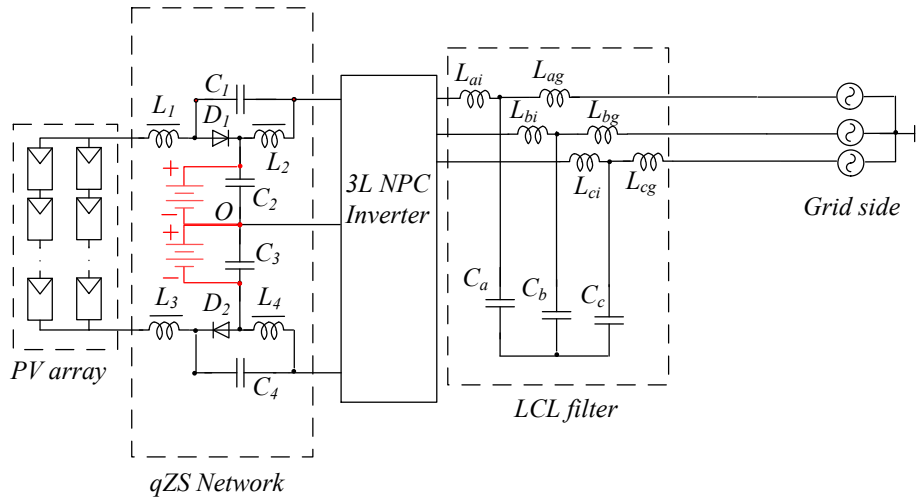 C1
L1
D1
L2
+
−
C2
O
+
−
C3
L3
D2
L4
C4
PV array
qZS Network
3L NPC
Inverter
Lai
Lag
Lbi
Lbg
Lci
Lcg
Ca
Cb
Cc
LCL filter
Grid side